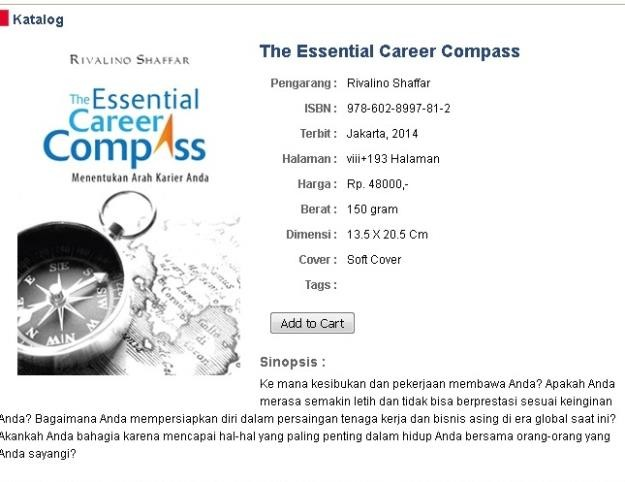 Katalog
RIVALINO SHAFFAR
The Essential
Career
Compass
Menentukan Arah Karier Anda
SE
S
SW
W
NW
N
The Essential Career Compass
Pengarang : Rivalino Shaffar
ISBN : 978-602-8997-81-2
Terbit : Jakarta, 2014
Halaman : viii+193 Halaman
Harga : Rp. 48000,-
Berat : 150 gram
Dimensi : 13.5 X 20.5 Cm
Cover : Soft Cover
Tags :
Add to Cart
Sinopsis :
Ke mana kesibukan dan pekerjaan membawa Anda? Apakah Anda
merasa semakin letih dan tidak bisa berprestasi sesuai keinginan
Anda? Bagaimana Anda mempersiapkan diri dalam persaingan tenaga kerja dan bisnis asing di era global saat ini?
Akankah Anda bahagia karena mencapai hal-hal yang paling penting dalam hidup Anda bersama orang-orang yang
Anda sayangi?